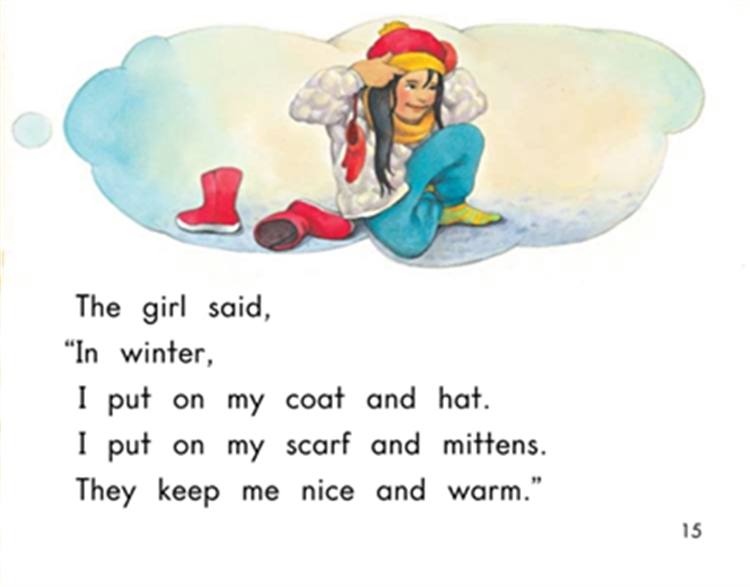 The girl said,
“In winter,
I put on my coat and hat.
I put on my scarf and mittens.
They keep me nice and warm.”
15